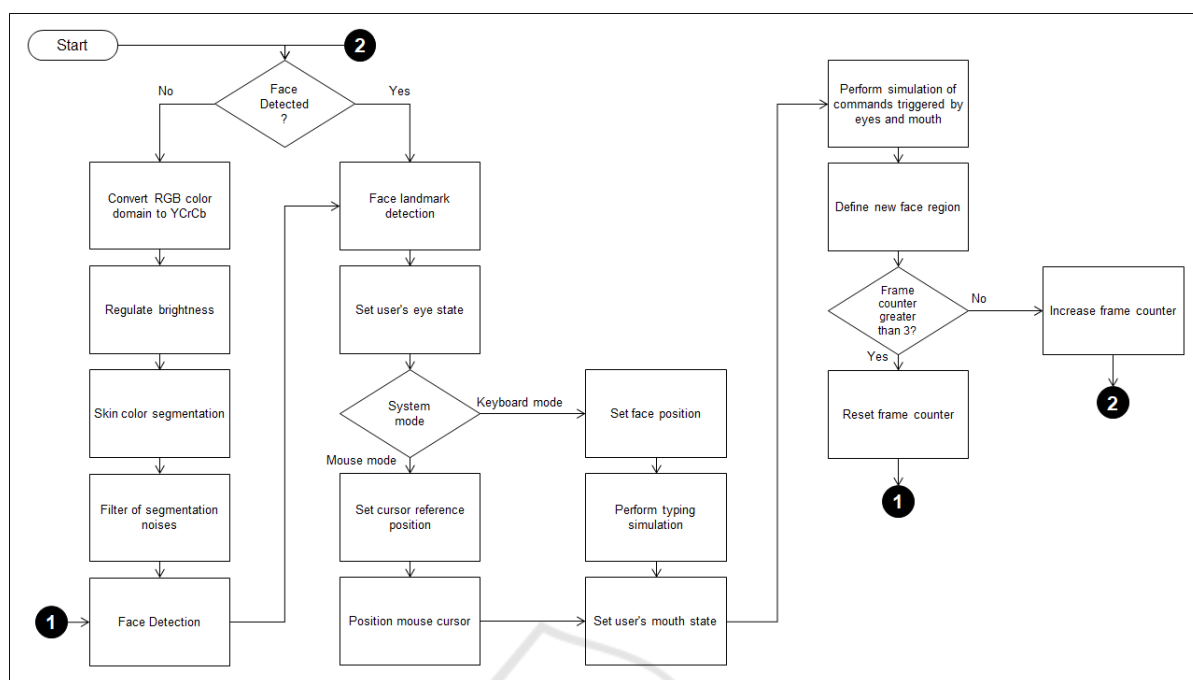 Start
2
Face
Detected
?
No
Yes
Convert RGB color
domain to YCrCb
Regulate brightness
Skin color segmentation
Filter of segmentation
noises
1
Face Detection
Face landmark
detection
Set user's eye state
System
mode
Keyboard mode
Mouse mode
Set cursor reference
position
Position mouse cursor
Set face position
Perform typing
simulation
Set user's mouth state
Perform simulation of
commands triggered by
eyes and mouth
Define new face region
Frame
counter
greater
than 3?
No
Yes
Increase frame counter
2
Reset frame counter
1